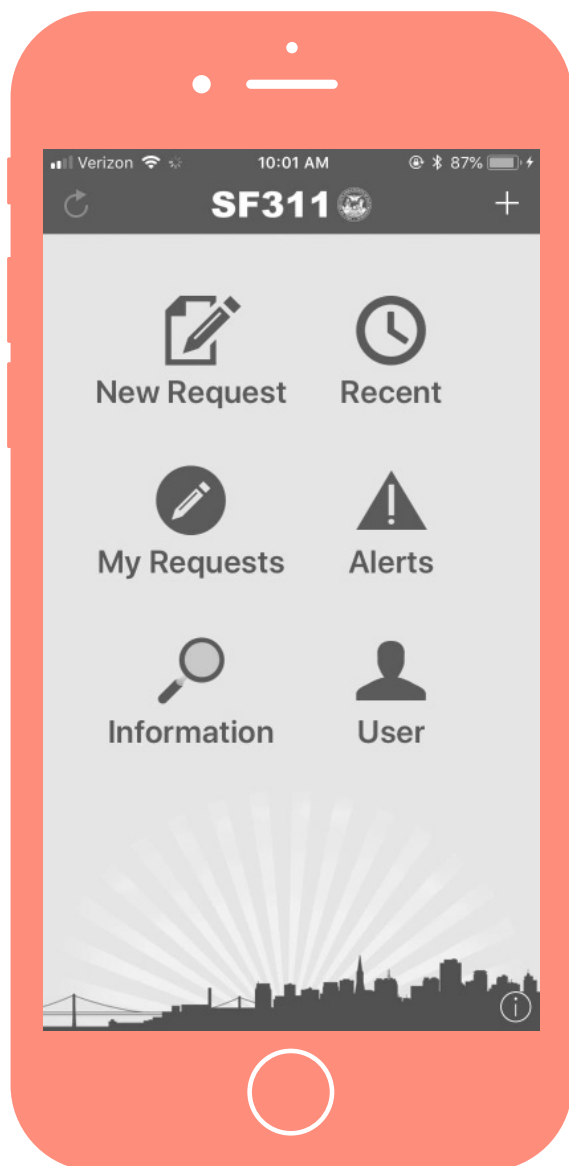 Verizon 10:01 AM 87%
SF311
New Request Recent
My Requests Alerts
Information User